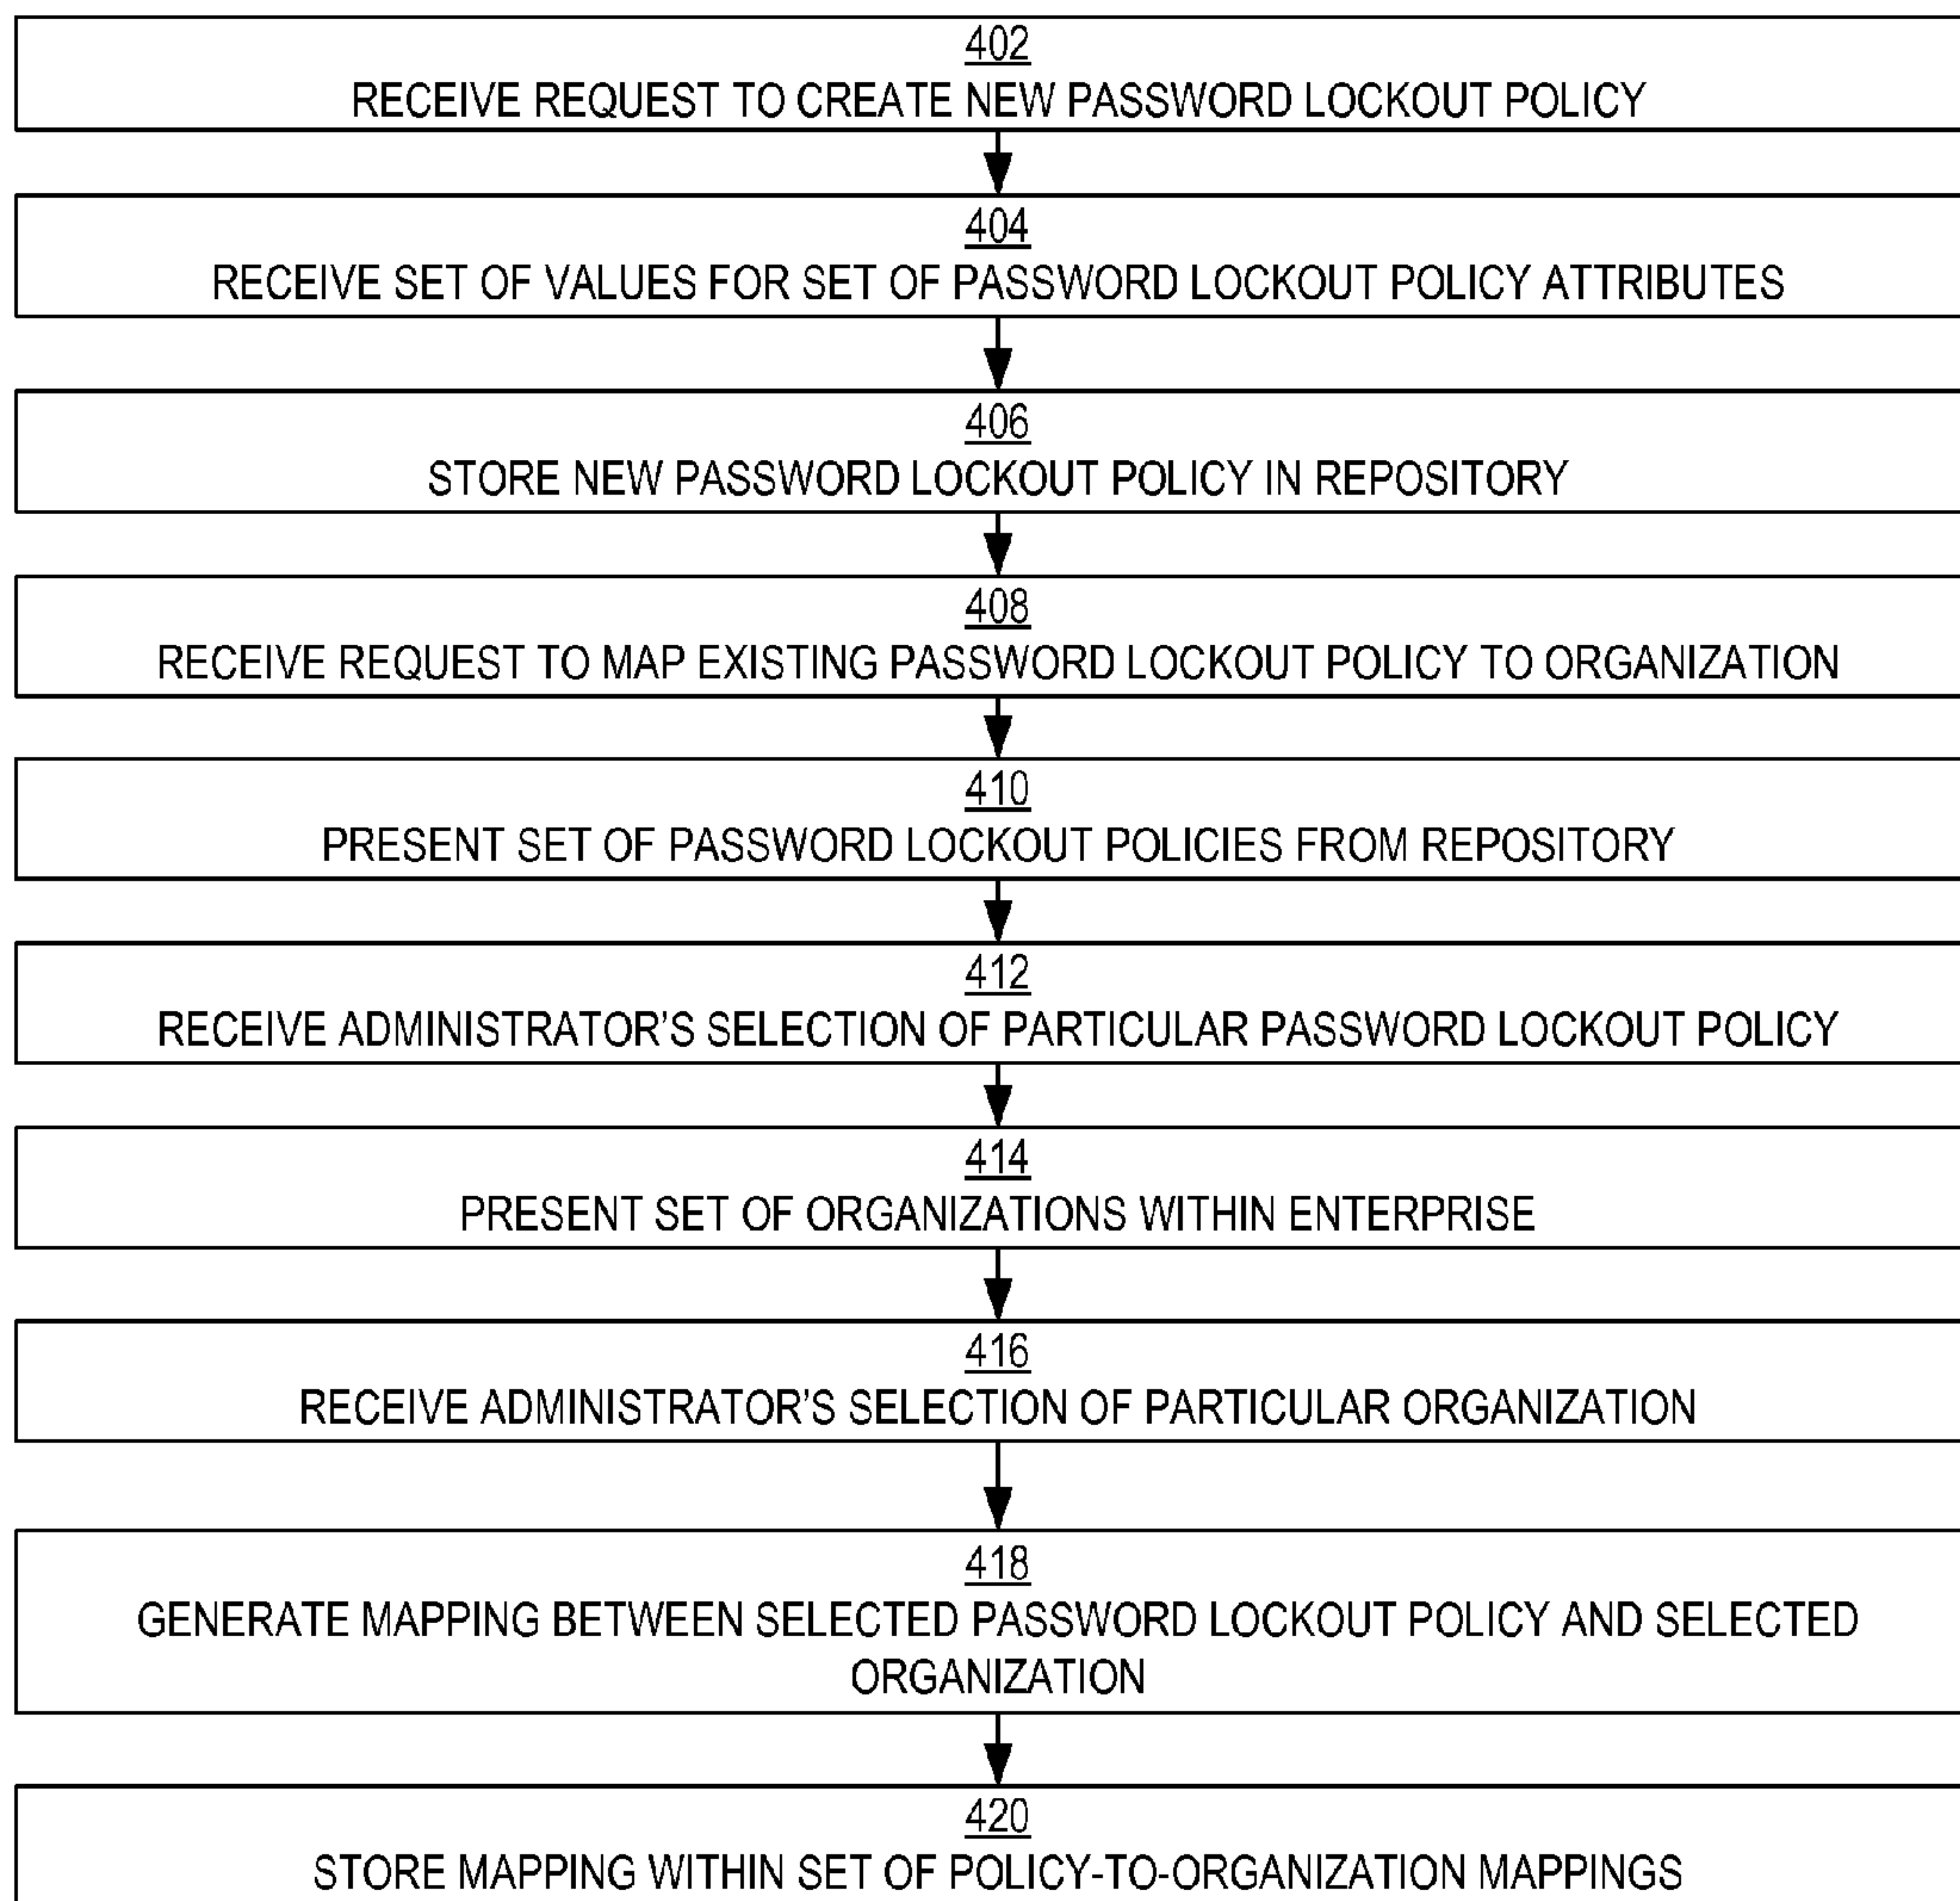 402
RECEIVE REQUEST TO CREATE NEW PASSWORD LOCKOUT POLICY
404
RECEIVE SET OF VALUES FOR SET OF PASSWORD LOCKOUT POLICY ATTRIBUTES
406
STORE NEW PASSWORD LOCKOUT POLICY IN REPOSITORY
408
RECEIVE REQUEST TO MAP EXISTING PASSWORD LOCKOUT POLICY TO ORGANIZATION
410
PRESENT SET OF PASSWORD LOCKOUT POLICIES FROM REPOSITORY
412
RECEIVE ADMINISTRATOR'S SELECTION OF PARTICULAR PASSWORD LOCKOUT POLICY
414
PRESENT SET OF ORGANIZATIONS WITHIN ENTERPRISE
416
RECEIVE ADMINISTRATOR'S SELECTION OF PARTICULAR ORGANIZATION
418
GENERATE MAPPING BETWEEN SELECTED PASSWORD LOCKOUT POLICY AND SELECTED
ORGANIZATION
420
STORE MAPPING WITHIN SET OF POLICY-TO-ORGANIZATION MAPPINGS